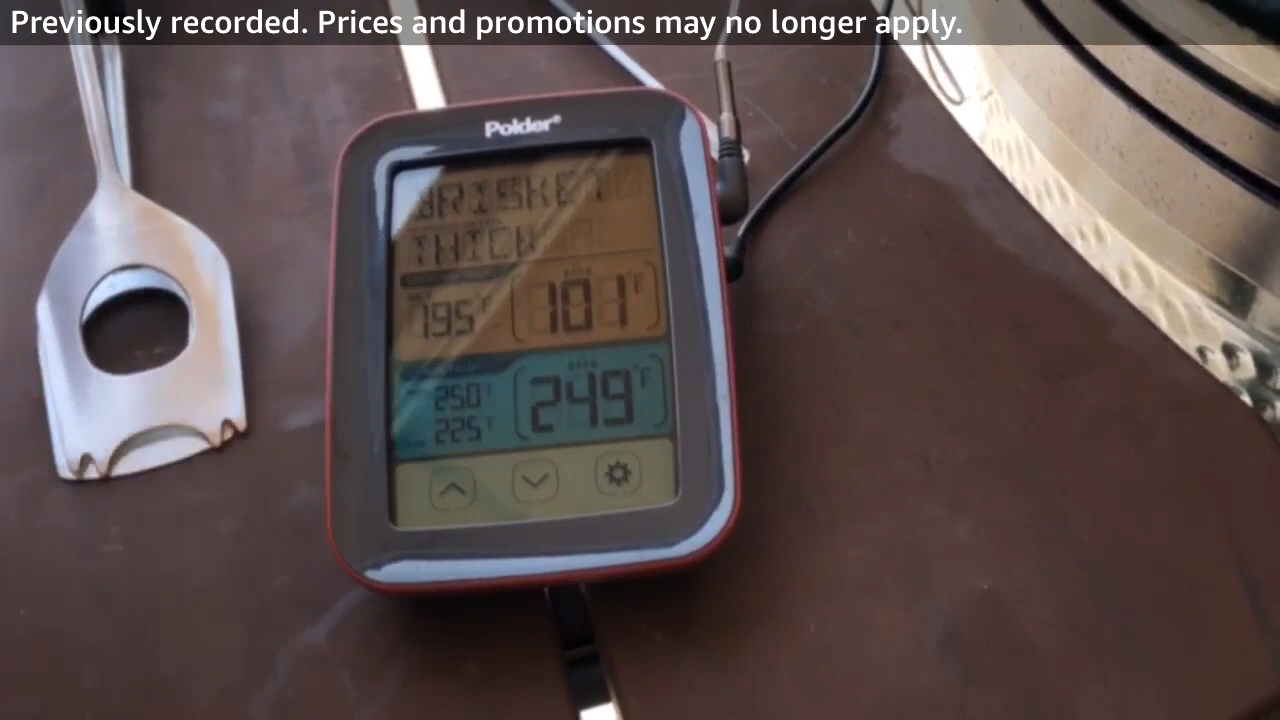 Previously recorded. Prices and promotions may no longer apply.
Polder®
BRISKET
THICK
195°F 101°F
250°F 249°F
225°F